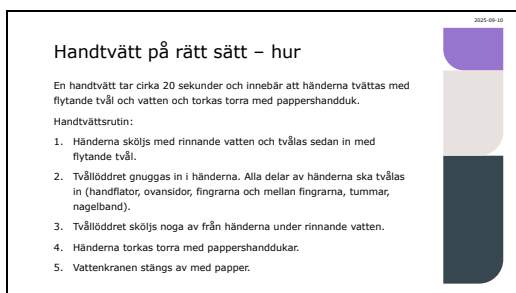 2025-09-10
Handtvätt på rätt sätt – hur
En handtvätt tar cirka 20 sekunder och innebär att händerna tvättas med
flytande tvål och vatten och torkas torra med pappershandduk.
Handtvättsrutin:
1. Händerna sköljs med rinnande vatten och tvålas sedan in med
flytande tvål.
2. Tvållöddret gnuggas in i händerna. Alla delar av händerna ska tvålas
in (handflator, ovansidor, fingrarna och mellan fingrarna, tummar,
nagelband).
3. Tvållöddret sköljs noga av från händerna under rinnande vatten.
4. Händerna torkas torra med pappershanddukar.
5. Vattenkranen stängs av med papper.